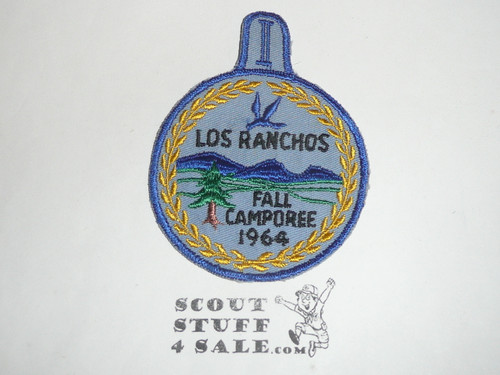 I
LOS RANCHOS
FALL
CAMPOREE
1964
SCOUT
STUFF
4 SALE.COM